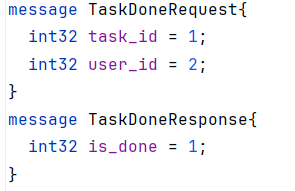 message TaskDoneRequest{
  int32 task_id = 1;
  int32 user_id = 2;
}
message TaskDoneResponse{
  int32 is_done = 1;
}